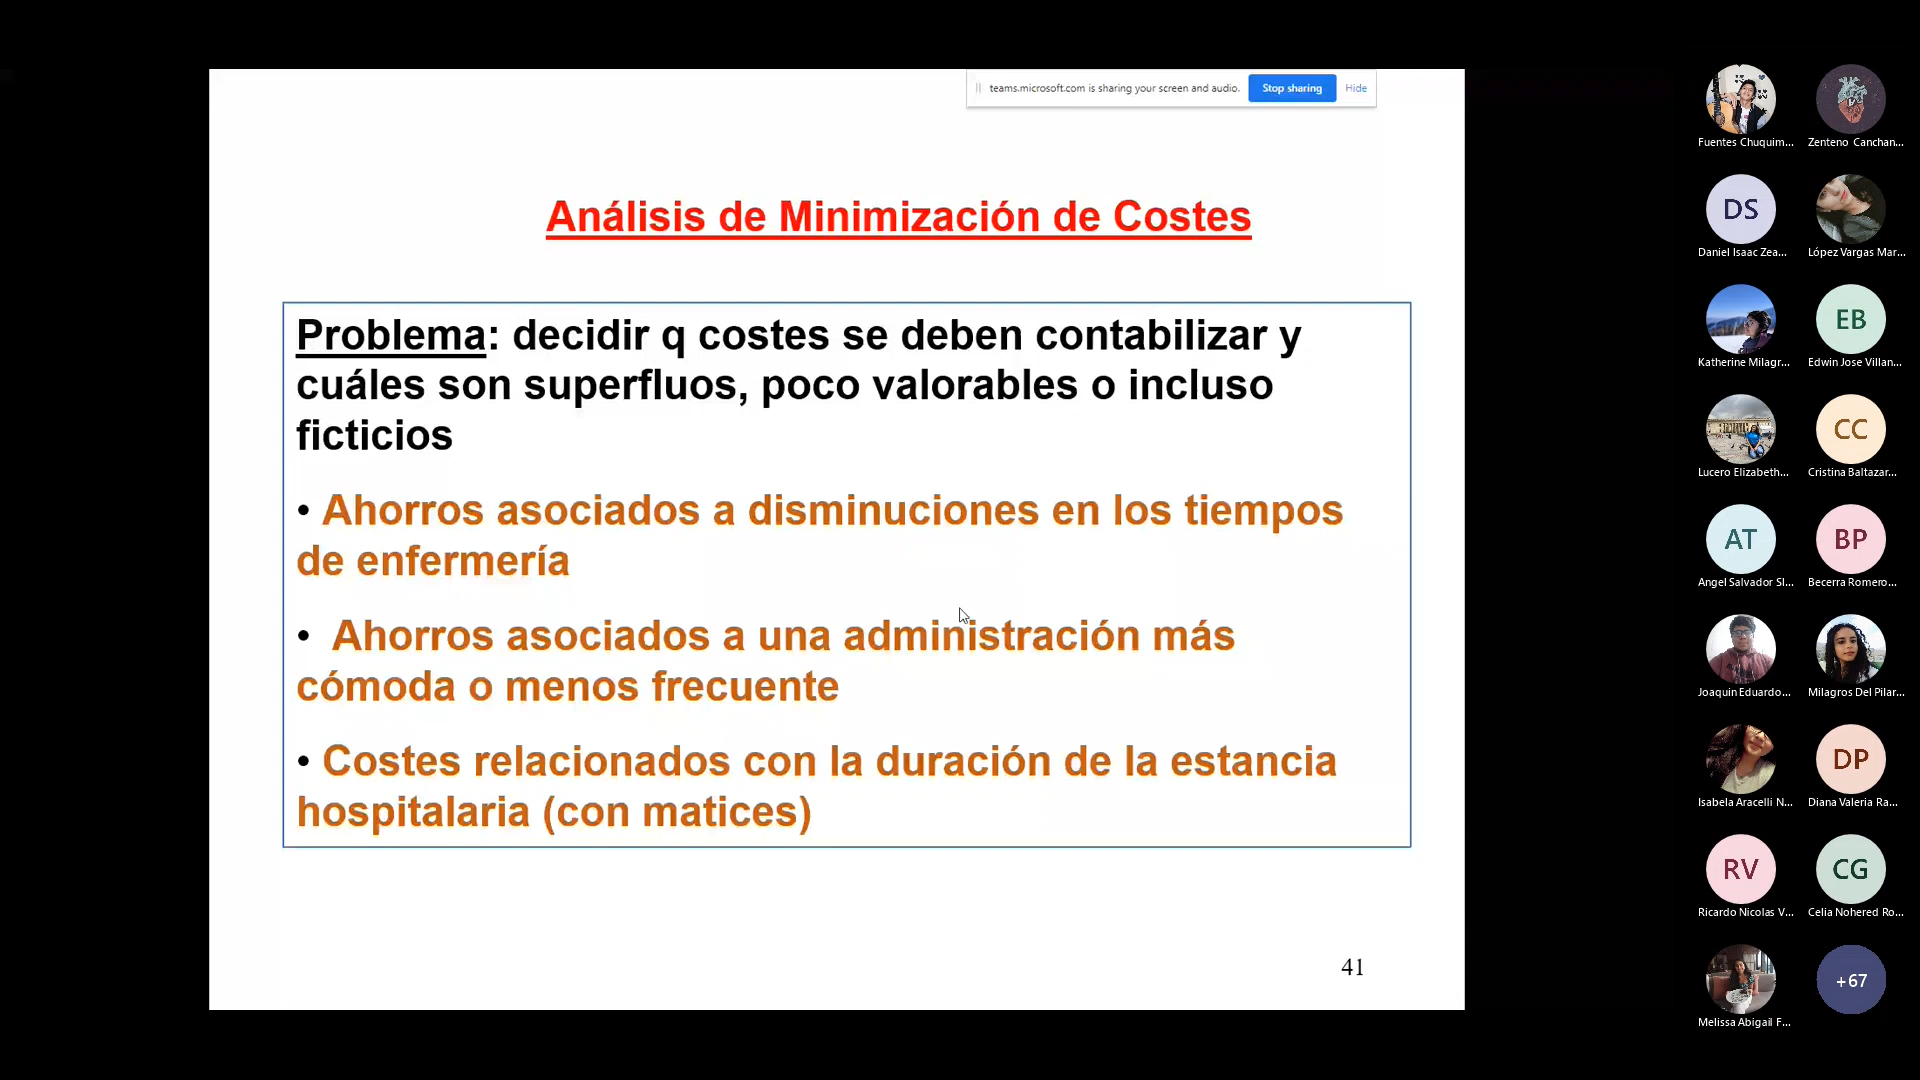 teams.microsoft.com is sharing your screen and audio. Stop sharing Hide
Análisis de Minimización de Costes
Problema: decidir q costes se deben contabilizar y
cuáles son superfluos, poco valorables o incluso
ficticios
• Ahorros asociados a disminuciones en los tiempos
de enfermería
• Ahorros asociados a una administración más
cómoda o menos frecuente
• Costes relacionados con la duración de la estancia
hospitalaria (con matices)
41
Fuentes Chuquim...
Zenteno Canchan...
DS
Daniel Isaac Zea...
López Vargas Mar...
Katherine Milagr...
EB
Edwin Jose Villan...
Lucero Elizabeth...
CC
Cristina Baltazar...
AT
Angel Salvador Sl...
BP
Becerra Romero...
Joaquin Eduardo...
Milagros Del Pilar...
Isabela Aracelli N...
DP
Diana Valeria Ra...
RV
Ricardo Nicolas V...
CG
Celia Nohered Ro...
Melissa Abigail F...
+67